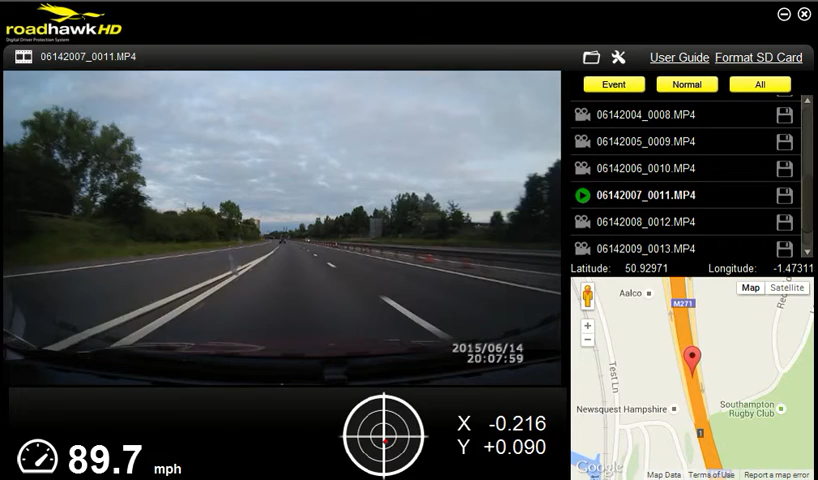 roadhawk HD
Digital Driver Protection System
06142007_0011.MP4
User Guide Format SD Card
Event Normal All
06142004_0008.MP4
06142005_0009.MP4
06142006_0010.MP4
06142007_0011.MP4
06142008_0012.MP4
06142009_0013.MP4
Latitude: 50.92971 Longitude: -1.47311
Map Satellite
Aalco
M271
Test Ln
Newsquest Hampshire
Southampton
Rugby Club
1
Google
Map Data Terms of Use Report a map error
2015/06/14
20:07:59
X -0.216
Y +0.090
89.7 mph